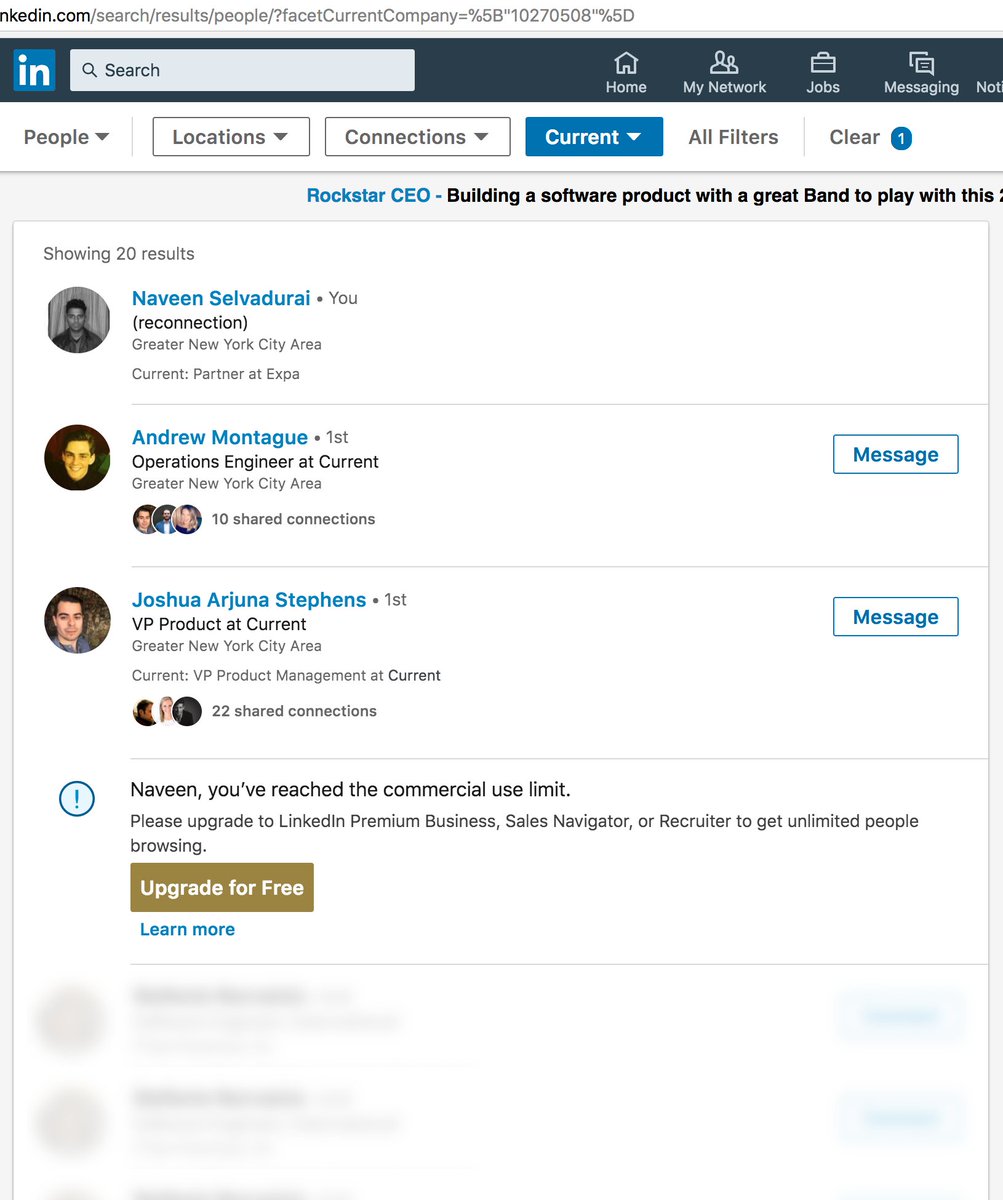 nkedin.com/search/results/people/?facetCurrentCompany=%5B"10270508"%5D
in
Search
Home
My Network
Jobs
Messaging
People
Locations
Connections
Current
All Filters
Clear 1
Rockstar CEO - Building a software product with a great Band to play with this
Showing 20 results
Naveen Selvadurai • You
(reconnection)
Greater New York City Area
Current: Partner at Expa
Andrew Montague • 1st
Message
Operations Engineer at Current
Greater New York City Area
10 shared connections
Joshua Arjuna Stephens • 1st
Message
VP Product at Current
Greater New York City Area
Current: VP Product Management at Current
22 shared connections
Naveen, you’ve reached the commercial use limit.
Please upgrade to LinkedIn Premium Business, Sales Navigator, or Recruiter to get unlimited people
browsing.
Upgrade for Free
Learn more